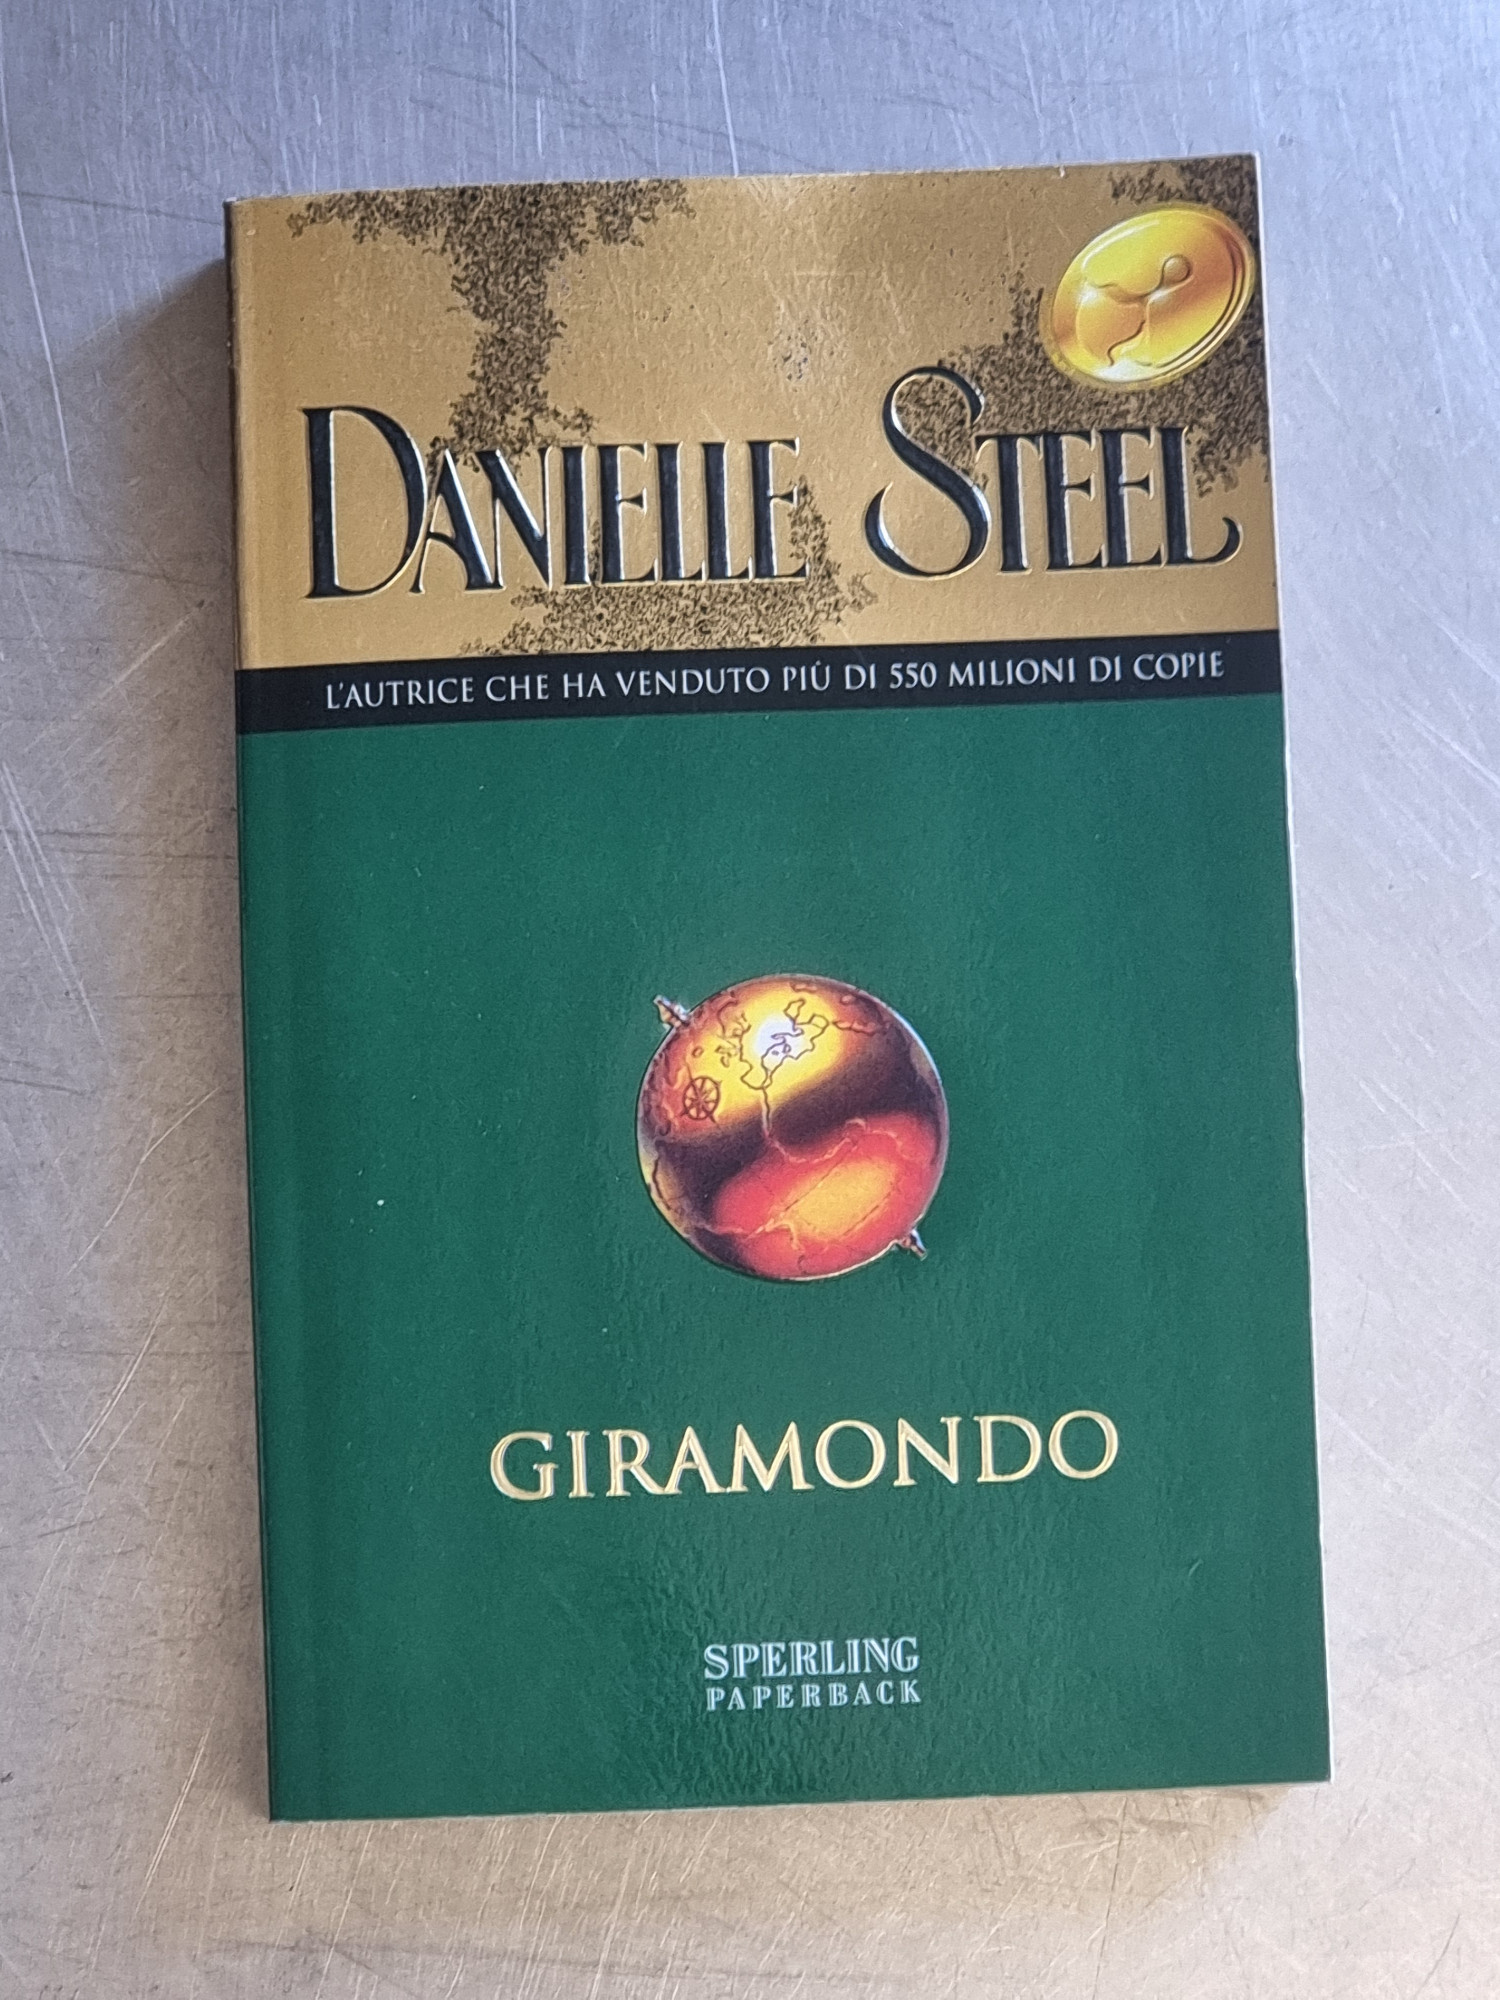 DANIELLE STEEL
L'AUTRICE CHE HA VENDUTO PIÙ DI 550 MILIONI DI COPIE
GIRAMONDO
SPERLING
PAPERBACK